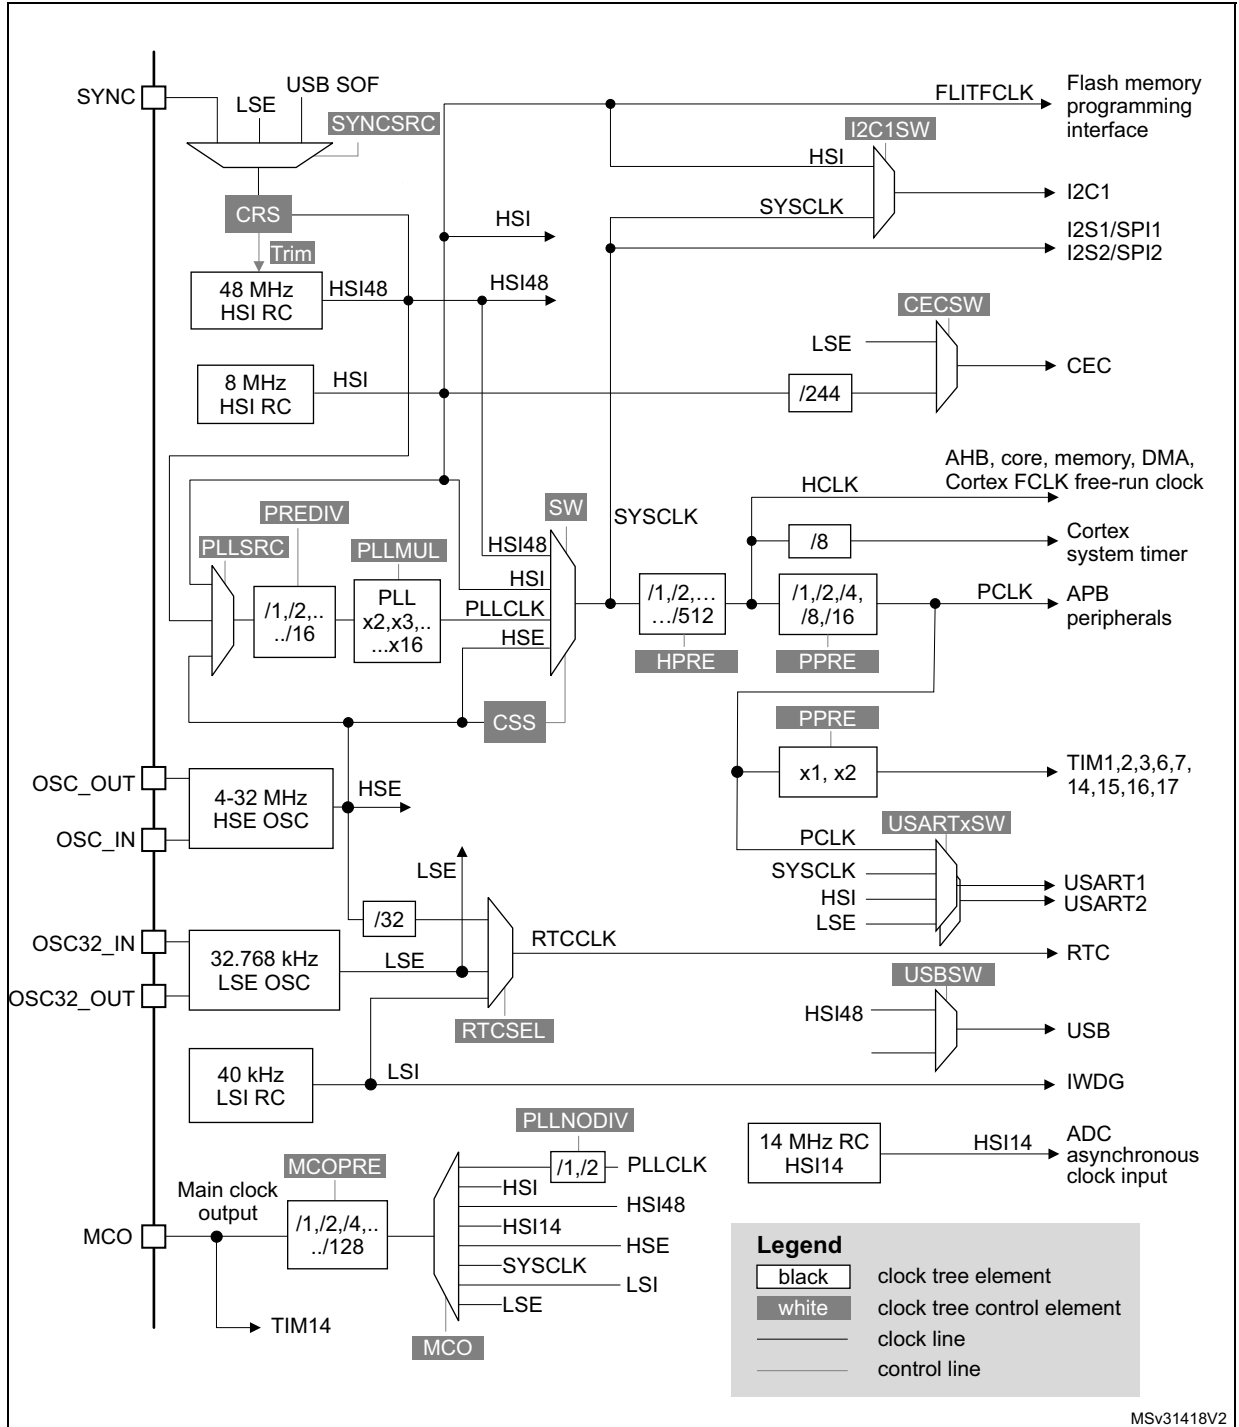 USB SOF
SYNC
LSE
SYNCSRC
FLITFCLK
Flash memory
programming
interface
I2C1SW
HSI
I2C1
SYSCLK
CRS
HSI
I2S1/SPI1
I2S2/SPI2
Trim
48 MHz
HSI RC
HSI48
HSI48
CECSW
LSE
CEC
8 MHz
HSI RC
HSI
/244
AHB, core, memory, DMA,
Cortex FCLK free-run clock
HCLK
PREDIV
SW
SYSCLK
/8
Cortex
system timer
PLLSRC
PLLMUL
HSI48
HSI
PLLCLK
HSE
/1,/2,..
../16
PLL
x2,x3,..
...x16
/1,/2,...
.../512
/1,/2,/4,
/8,/16
PCLK
APB
peripherals
HPRE
PPRE
CSS
PPRE
OSC_OUT
4-32 MHz
HSE OSC
HSE
x1, x2
TIM1,2,3,6,7,
14,15,16,17
OSC_IN
USARTxSW
PCLK
SYSCLK
HSI
LSE
USART1
USART2
LSE
/32
OSC32_IN
32.768 kHz
LSE OSC
LSE
RTCCLK
RTC
OSC32_OUT
RTCSEL
USBSW
HSI48
USB
40 kHz
LSI RC
LSI
IWDG
PLLNODIV
14 MHz RC
HSI14
HSI14
ADC
asynchronous
clock input
MCOPRE
/1,/2
PLLCLK
HSI
HSI48
HSI14
HSE
SYSCLK
LSI
LSE
Main clock
output
MCO
/1,/2,/4,..
../128
TIM14
MCO
Legend
black
clock tree element
white
clock tree control element
clock line
control line
MSv31418V2